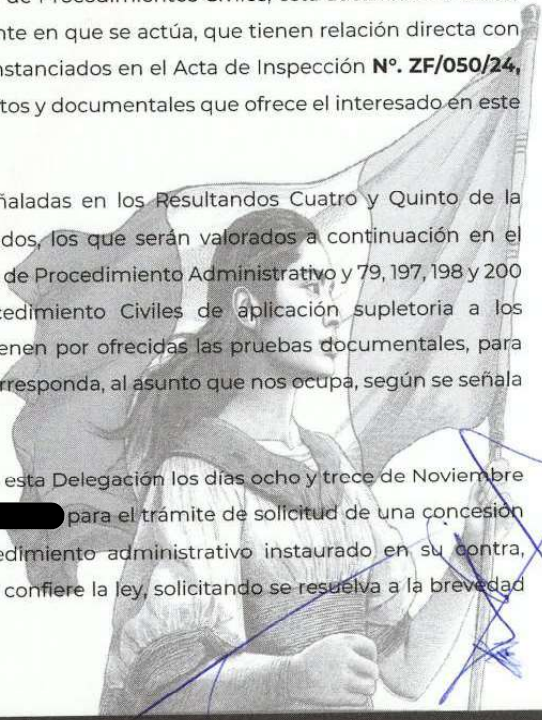 nte en que se actúa, que tienen relación directa con
nstanciados en el Acta de Inspección Nº. ZF/050/24,
tos y documentales que ofrece el interesado en este
ñaladas en los Resultandos Cuatro y Quinto de la
dos, los que serán valorados a continuación en el
de Procedimiento Administrativo y 79, 197, 198 y 200
cedimiento Civiles de aplicación supletoria a los
enen por ofrecidas las pruebas documentales, para
rresponda, al asunto que nos ocupa, según se señala
esta Delegación los días ocho y trece de Noviembre
para el trámite de solicitud de una concesión
edimiento administrativo instaurado en su contra,
confiere la ley, solicitando se resuelva a la brevedad